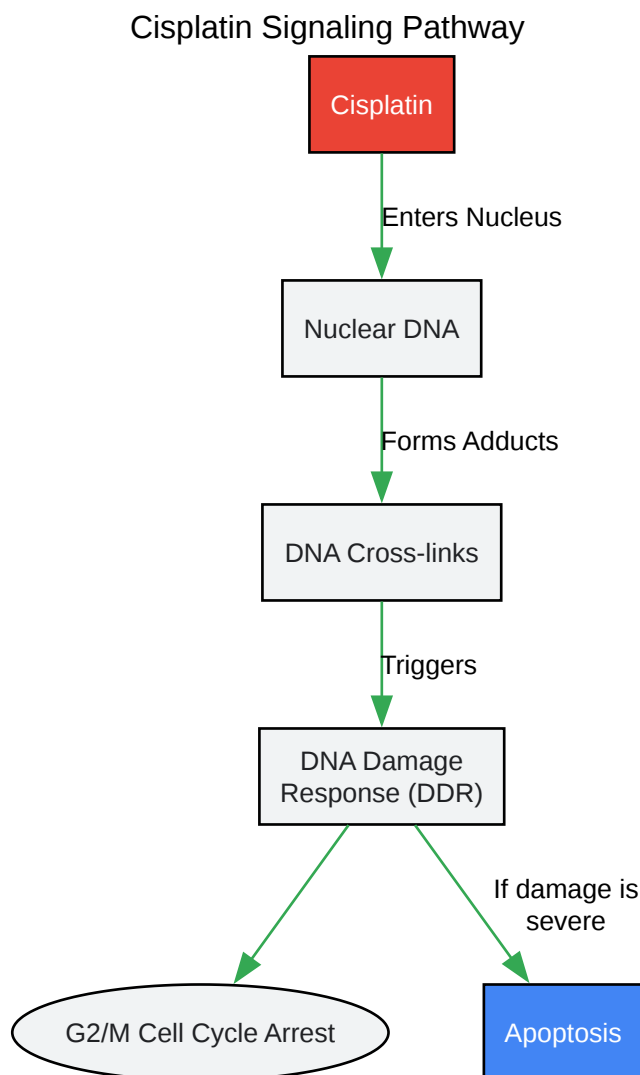 Cisplatin Signaling Pathway
Cisplatin
Enters Nucleus
Nuclear DNA
Forms Adducts
DNA Cross-links
Triggers
DNA Damage
Response (DDR)
If damage is
severe
G2/M Cell Cycle Arrest
Apoptosis